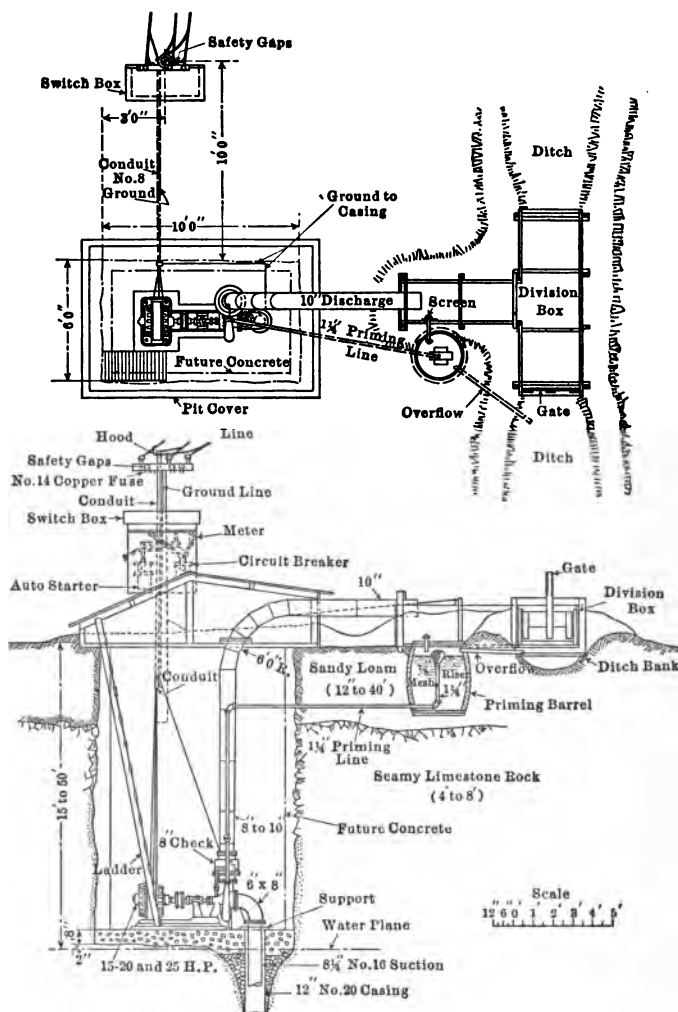 Safety Gaps
Switch Box
3'0"
10'0"
Conduit
No.8
Ground
10'0"
Ground to
Casing
6'0"
10" Discharge
Screen
1¼" Priming
Line
Future Concrete
Pit Cover
Overflow
Ditch
Division
Box
Gate
Ditch
Hood
Line
Safety Gaps
No.14 Copper Fuse
Conduit
Ground Line
Switch Box
Meter
Circuit Breaker
Auto Starter
10"
Gate
Division
Box
60"R.
Conduit
Sandy Loam
(12" to 40')
Mesh
Riser
1¼"
Overflow
Ditch Bank
Priming Barrel
1¼" Priming
Line
Seamy Limestone Rock
(4' to 8')
15' to 50'
8" to 10"
Future Concrete
8" Check
Ladder
6" x 8"
Support
Scale
12" 6" 0 1' 2' 3' 4' 5'
Water Plane
8"
15-20 and 25 H.P.
8¼" No.16 Suction
12" No.20 Casing